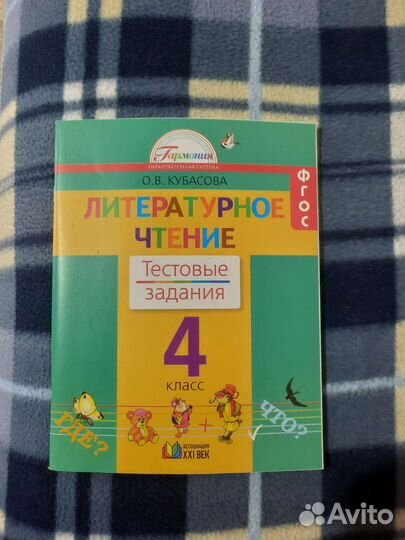 Гармония
ОБРАЗОВАТЕЛЬНАЯ СИСТЕМА
О.В. КУБАСОВА
ФГОС
ЛИТЕРАТУРНОЕ
ЧТЕНИЕ
Тестовые
задания
4
класс
ГДЕ?
+
ЧТО?
АССОЦИАЦИЯ
XXI ВЕК
Avito